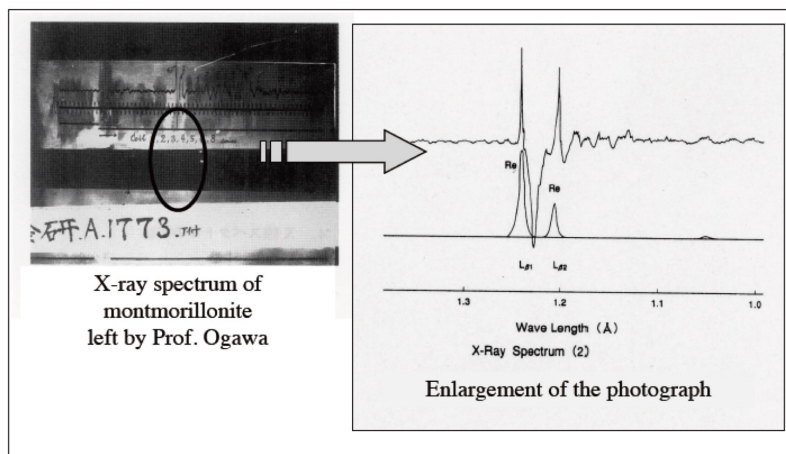 A.1773.
X-ray spectrum of
montmorillonite
left by Prof. Ogawa
Re
Re
Lβ1 Lβ2
1.3 1.2 1.1 1.0
Wave Length (Å)
X-Ray Spectrum (2)
Enlargement of the photograph